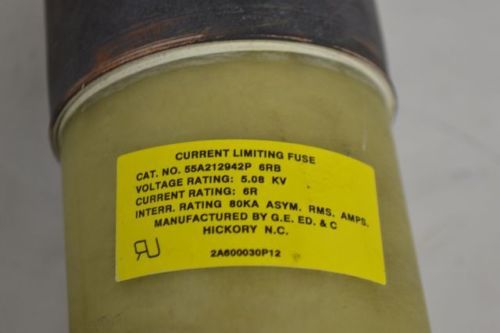 CURRENT LIMITING FUSE
CAT. NO. 55A212942P 6RB
VOLTAGE RATING: 5.08 KV
CURRENT RATING: 6R
INTERR. RATING 80KA ASYM. RMS. AMPS.
MANUFACTURED BY G.E. ED. & C
HICKORY N.C.
2A600030P12